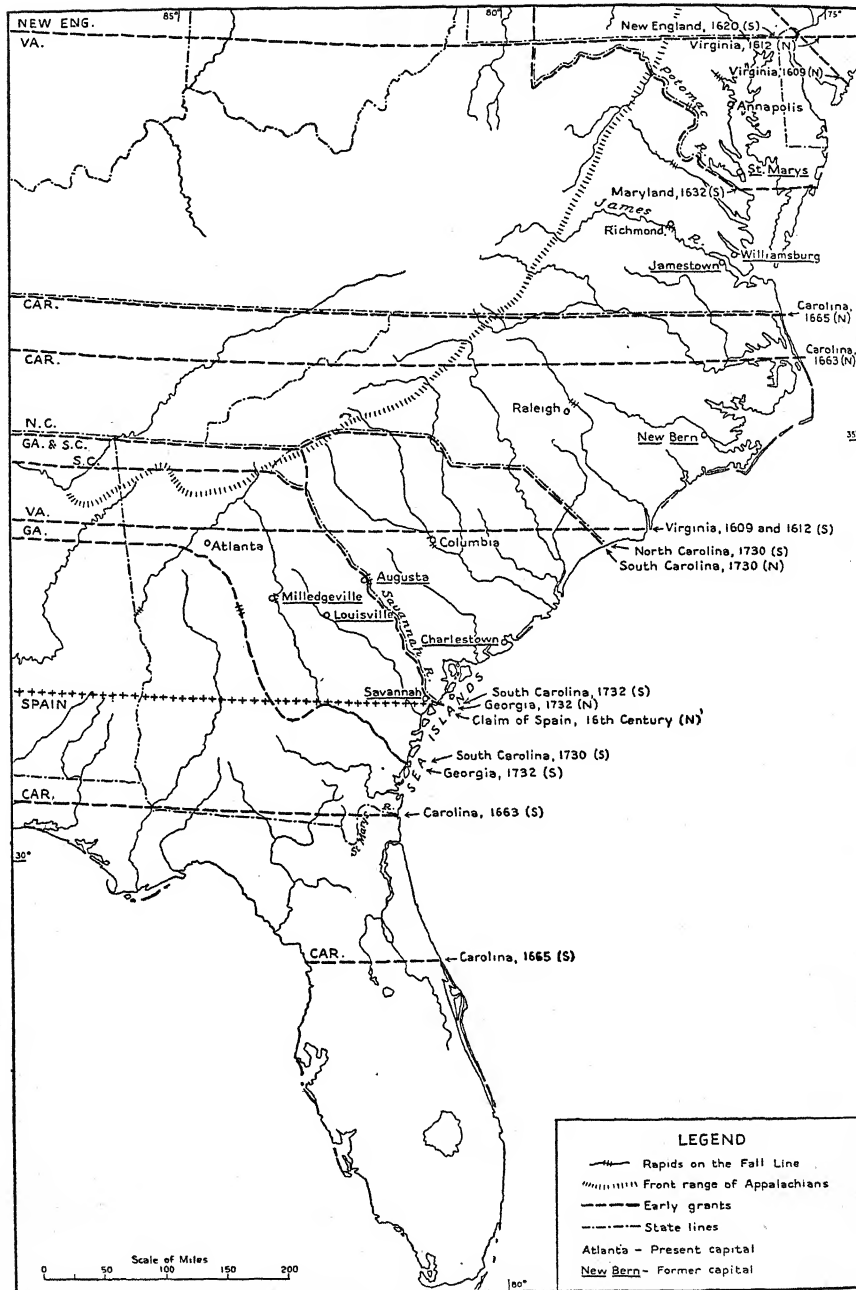 85°
80°
75°
NEW ENG.
VA.
New England, 1620 (S)
Virginia, 1612 (N)
Virginia, 1609 (N)
Potomac R.
Annapolis
St. Marys
Maryland, 1632 (S)
James R.
Richmond
Williamsburg
Jamestown
CAR.
Carolina,
1665 (N)
CAR.
Carolina,
1663 (N)
Raleigh
N.C.
GA. & S.C.
S.C.
New Bern
35°
VA.
GA.
Virginia, 1609 and 1612 (S)
Atlanta
Columbia
North Carolina, 1730 (S)
South Carolina, 1730 (N)
Augusta
Milledgeville
Louisville
Savannah R.
Charlestown
SPAIN
Savannah
SEA ISLANDS
South Carolina, 1732 (S)
Georgia, 1732 (N)
Claim of Spain, 16th Century (N)
South Carolina, 1730 (S)
Georgia, 1732 (S)
CAR.
St. Marys R.
Carolina, 1663 (S)
30°
CAR.
Carolina, 1665 (S)
LEGEND
Rapids on the Fall Line
Front range of Appalachians
Early grants
State lines
Atlanta - Present capital
New Bern - Former capital
Scale of Miles
0 50 100 200
80°